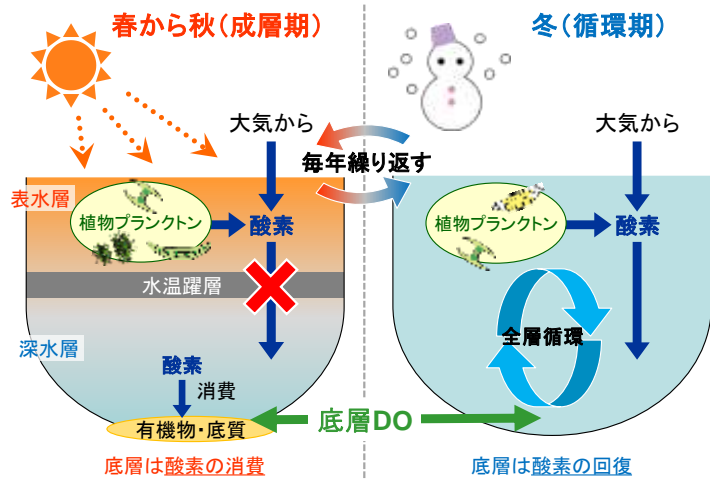 春から秋（成層期）
冬（循環期）
大気から
大気から
毎年繰り返す
表水層
植物プランクトン
酸素
植物プランクトン
酸素
水温躍層
全層循環
深水層
酸素
消費
有機物・底質
底層DO
底層は酸素の消費
底層は酸素の回復